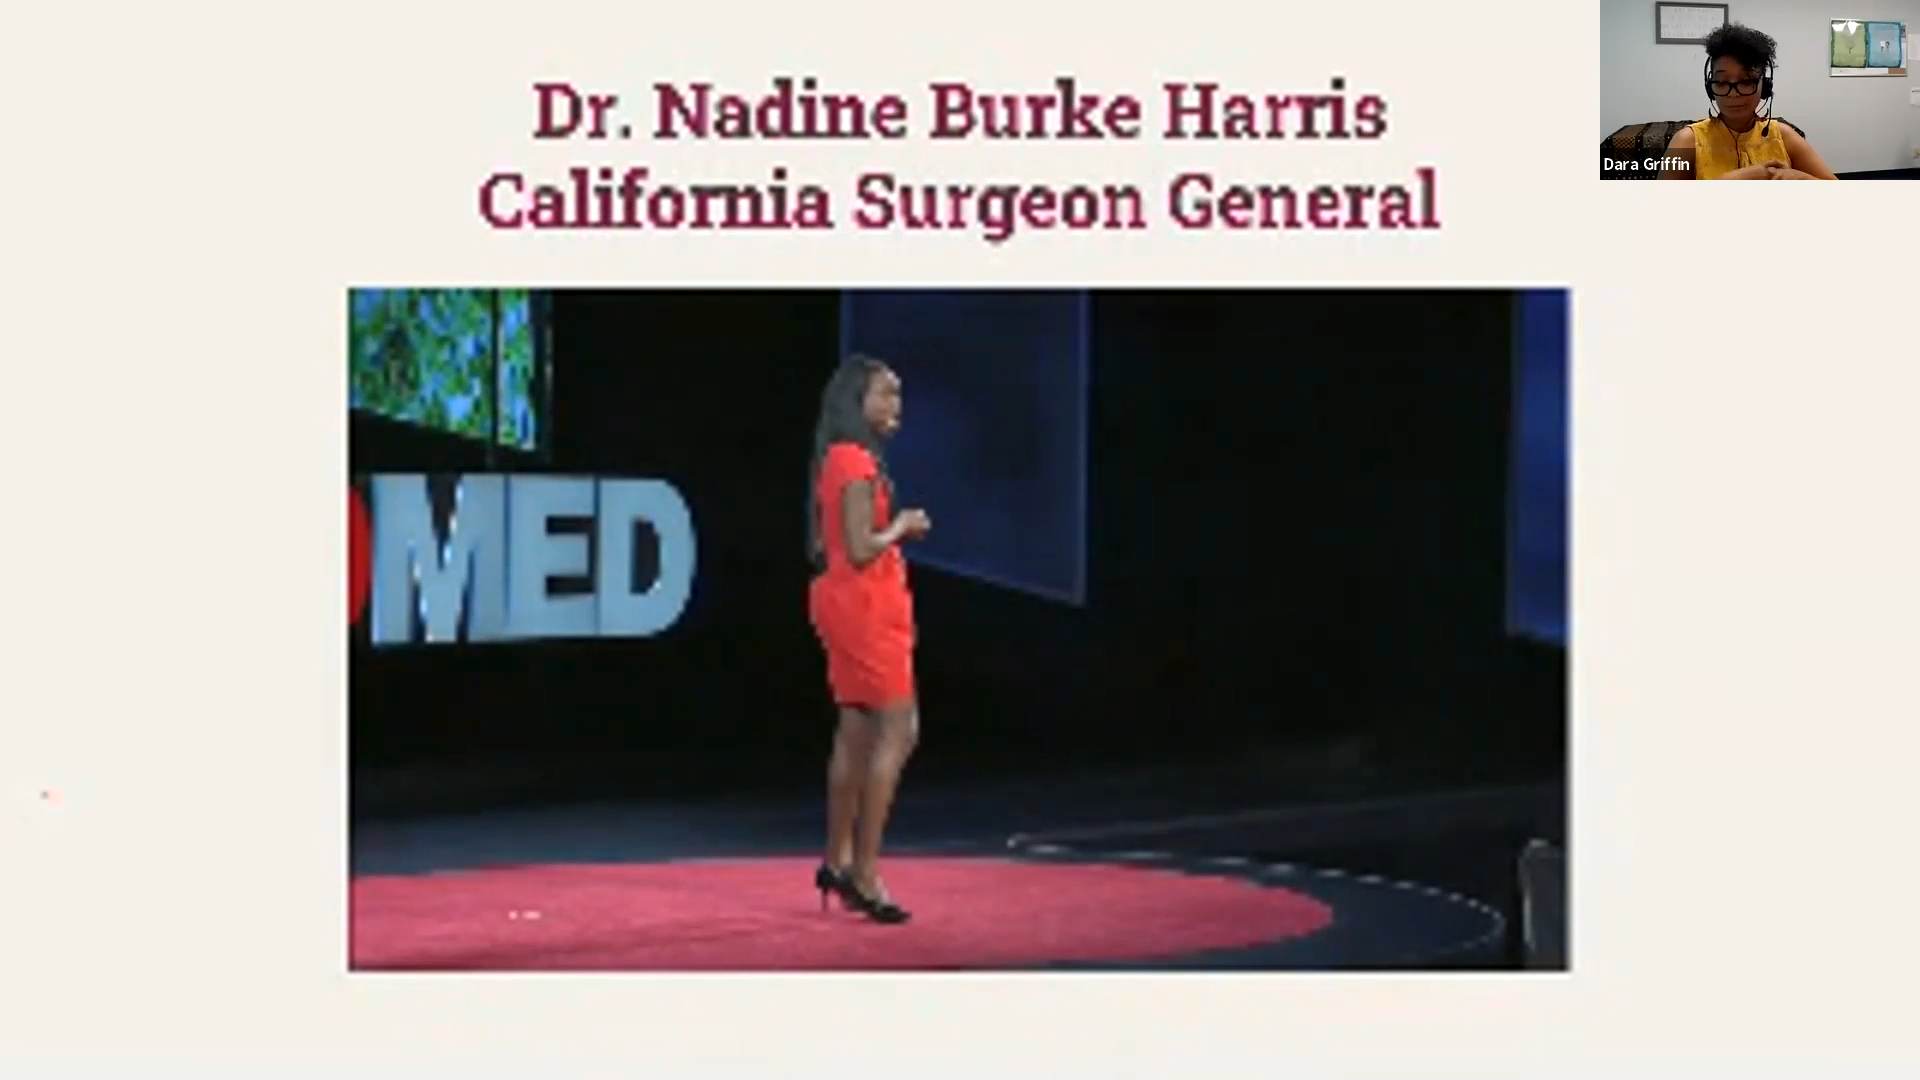 Dr. Nadine Burke Harris
California Surgeon General
Dara Griffin
MED